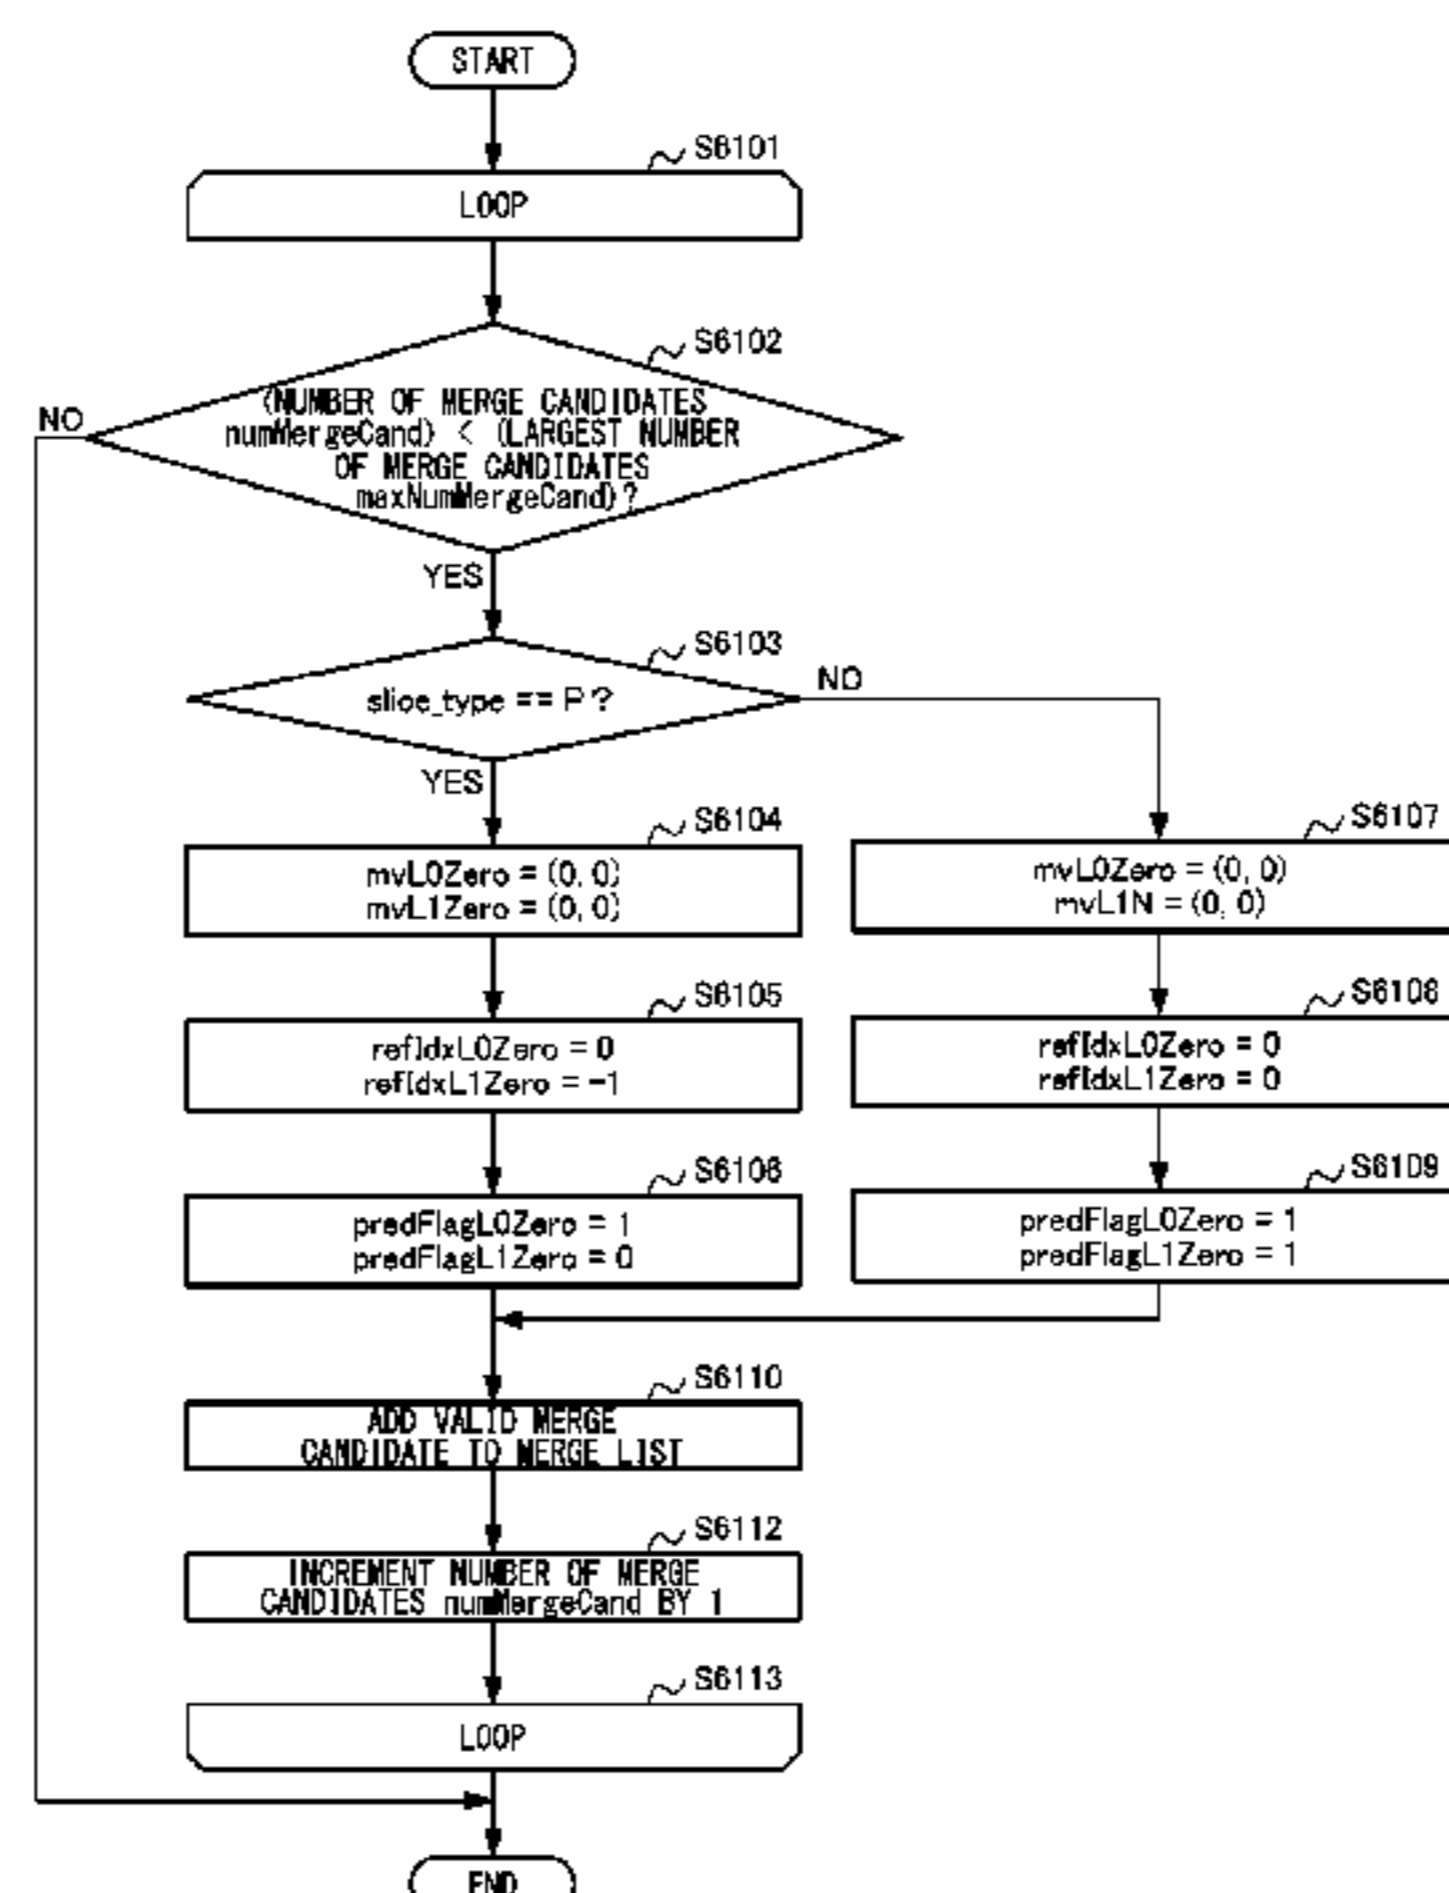 START
S6101
LOOP
S6102
(NUMBER OF MERGE CANDIDATES
numMergeCand) < (LARGEST NUMBER
OF MERGE CANDIDATES
maxNumMergeCand)?
NO
YES
S6103
slice_type == P?
NO
YES
S6104
mvL0Zero = (0, 0)
mvL1Zero = (0, 0)
S6107
mvL0Zero = (0, 0)
mvL1N = (0, 0)
S6105
refIdxL0Zero = 0
refIdxL1Zero = -1
S6108
refIdxL0Zero = 0
refIdxL1Zero = 0
S6106
predFlagL0Zero = 1
predFlagL1Zero = 0
S6109
predFlagL0Zero = 1
predFlagL1Zero = 1
S6110
ADD VALID MERGE
CANDIDATE TO MERGE LIST
S6112
INCREMENT NUMBER OF MERGE
CANDIDATES numMergeCand BY 1
S6113
LOOP
END